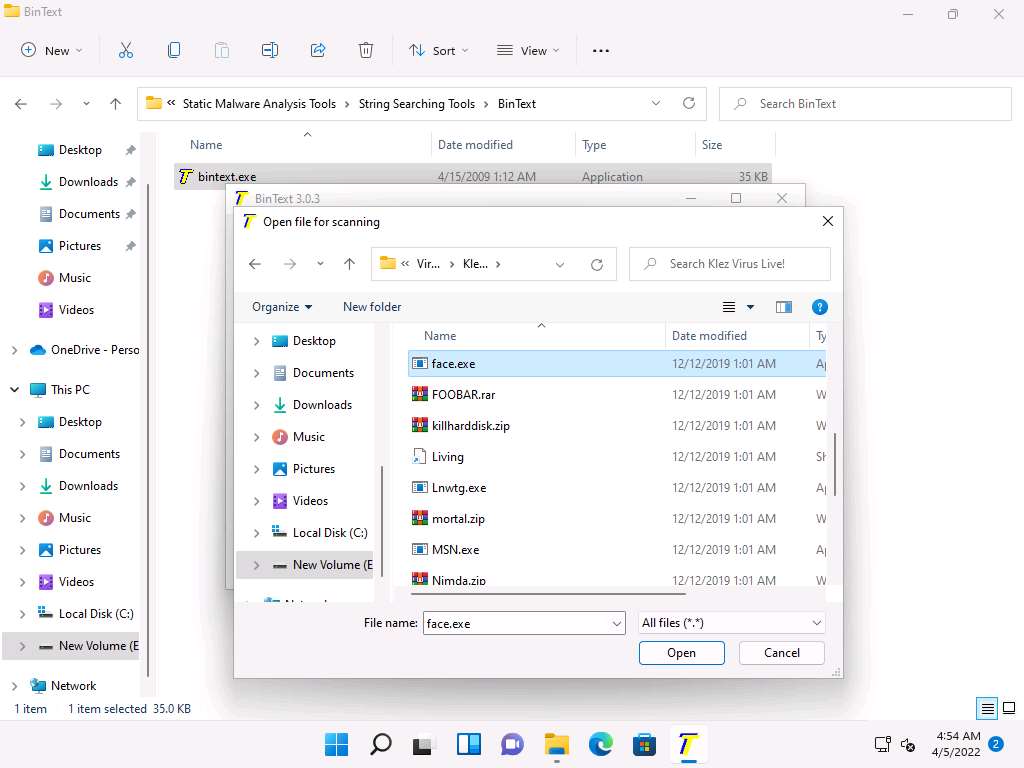 BinText
New
Sort
View
« Static Malware Analysis Tools > String Searching Tools > BinText
Search BinText
Name Date modified Type Size
bintext.exe 4/15/2009 1:12 AM Application 35 KB
Desktop
Downloads
Documents
Pictures
Music
Videos
OneDrive - Perso
This PC
Desktop
Documents
Downloads
Music
Pictures
Videos
Local Disk (C:)
New Volume (E
Network
BinText 3.0.3
Open file for scanning
« Vir... > Kle... >
Search Klez Virus Live!
Organize New folder
Name Date modified Ty
Desktop
Documents
Downloads
Music
Pictures
Videos
Local Disk (C:)
New Volume (E
face.exe 12/12/2019 1:01 AM Ap
FOOBAR.rar 12/12/2019 1:01 AM W
killharddisk.zip 12/12/2019 1:01 AM W
Living 12/12/2019 1:01 AM Sh
Lnwtg.exe 12/12/2019 1:01 AM Ap
mortal.zip 12/12/2019 1:01 AM W
MSN.exe 12/12/2019 1:01 AM Ap
Nimda.zip 12/12/2019 1:01 AM W
File name: face.exe All files (*.*)
Open Cancel
1 item 1 item selected 35.0 KB
4:54 AM
4/5/2022 2